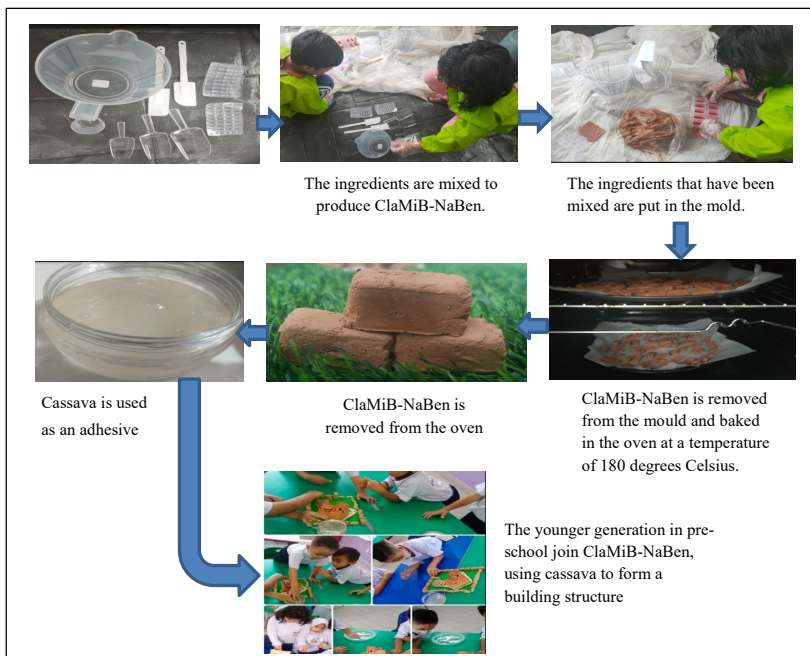 The ingredients are mixed to
produce ClaMiB-NaBen.
The ingredients that have been
mixed are put in the mold.
Cassava is used
as an adhesive
ClaMiB-NaBen is
removed from the oven
ClaMiB-NaBen is removed
from the mould and baked
in the oven at a temperature
of 180 degrees Celsius.
The younger generation in pre-
school join ClaMiB-NaBen,
using cassava to form a
building structure